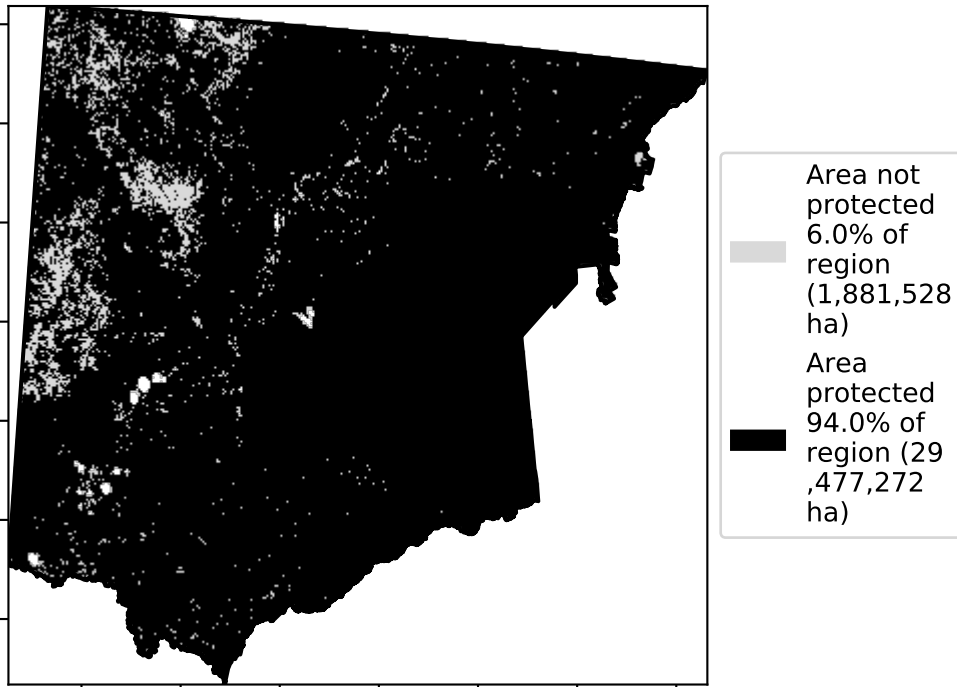 Area not
protected
6.0% of
region
(1,881,528
ha)
Area
protected
94.0% of
region (29
,477,272
ha)